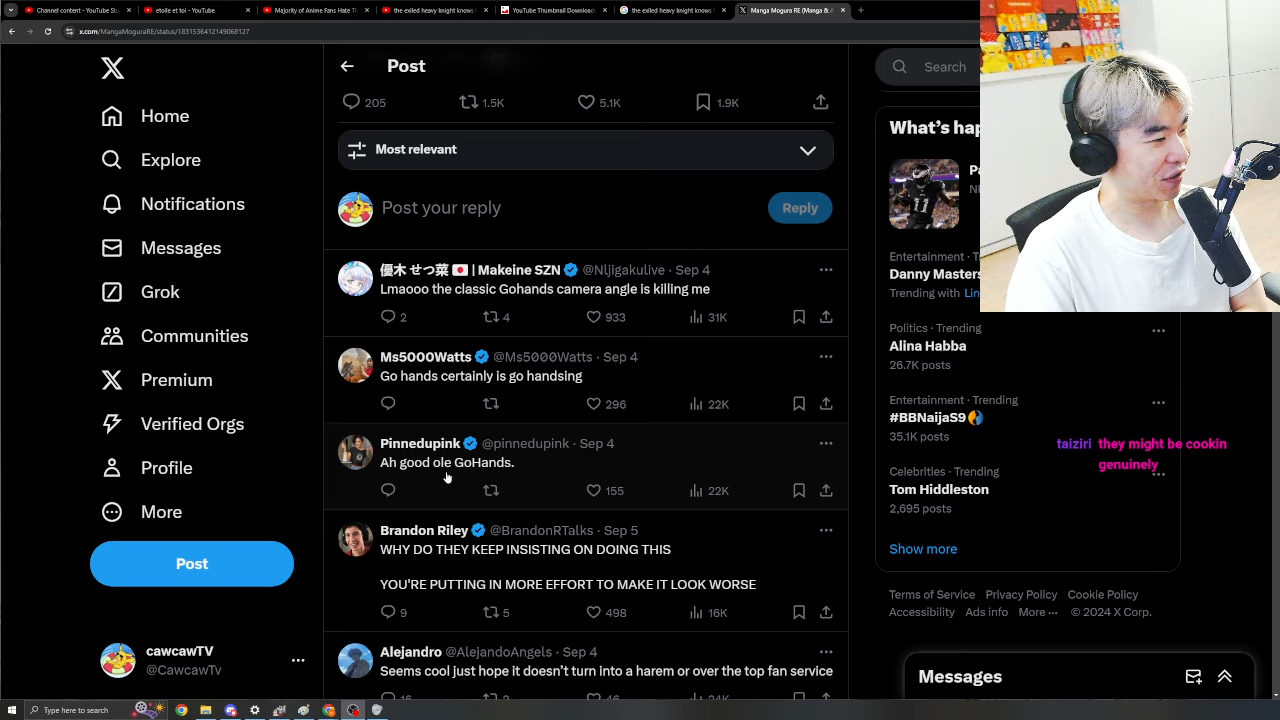 Channel content - YouTube Stu
etoile et toi - YouTube
Majority of Anime Fans Hate Th
the exiled heavy knight knows
YouTube Thumbnail Downloade
the exiled heavy knight knows
Manga Mogura RE (Manga & A
x.com/MangaMoguraRE/status/1831536412149068127
Home
Explore
Notifications
Messages
Grok
Communities
Premium
Verified Orgs
Profile
More
Post
cawcawTV
@CawcawTv
Post
205
1.5K
5.1K
1.9K
Most relevant
Post your reply
Reply
優木 せつ菜 🇯🇵 | Makeine SZN @Nljigakulive · Sep 4
Lmaooo the classic Gohands camera angle is killing me
2 4 933 31K
Ms5000Watts @Ms5000Watts · Sep 4
Go hands certainly is go handsing
296 22K
Pinnedupink @pinnedupink · Sep 4
Ah good ole GoHands.
155 22K
Brandon Riley @BrandonRTalks · Sep 5
WHY DO THEY KEEP INSISTING ON DOING THIS
YOU'RE PUTTING IN MORE EFFORT TO MAKE IT LOOK WORSE
9 5 498 16K
Alejandro @AlejandoAngels · Sep 4
Seems cool just hope it doesn't turn into a harem or over the top fan service
Search
What's hap
Pa
Entertainment · T
Danny Masters
Trending with Lin
Politics · Trending
Alina Habba
26.7K posts
Entertainment · Trending
#BBNaijaS9
35.1K posts
Celebrities · Trending
Tom Hiddleston
2,695 posts
Show more
taiziri they might be cookin
genuinely
Terms of Service Privacy Policy Cookie Policy
Accessibility Ads info More ··· © 2024 X Corp.
Messages
Type here to search